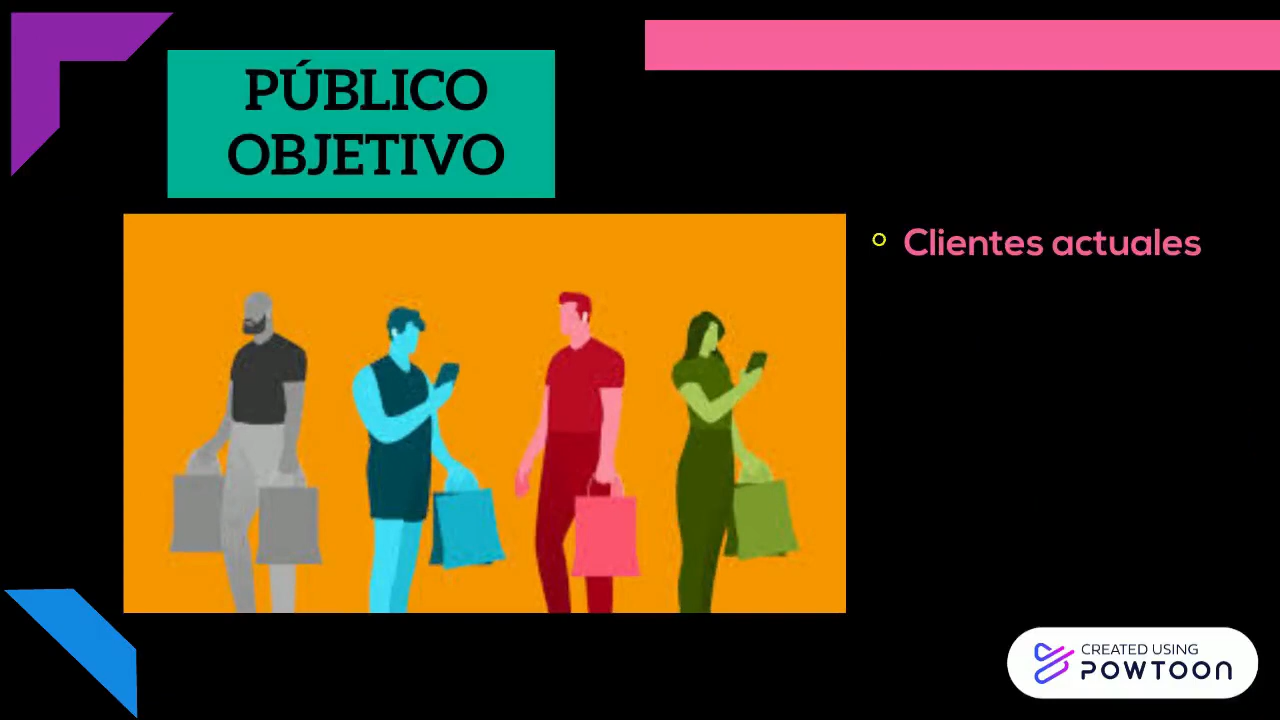 PÚBLICO
OBJETIVO
Clientes actuales
CREATED USING
POWTOON